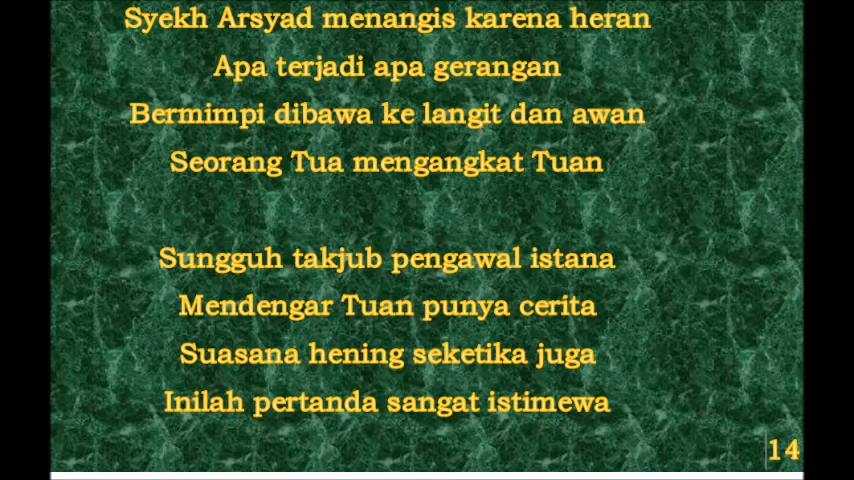 Syekh Arsyad menangis karena heran
Apa terjadi apa gerangan
Bermimpi dibawa ke langit dan awan
Seorang Tua mengangkat Tuan
Sungguh takjub pengawal istana
Mendengar Tuan punya cerita
Suasana hening seketika juga
Inilah pertanda sangat istimewa
14